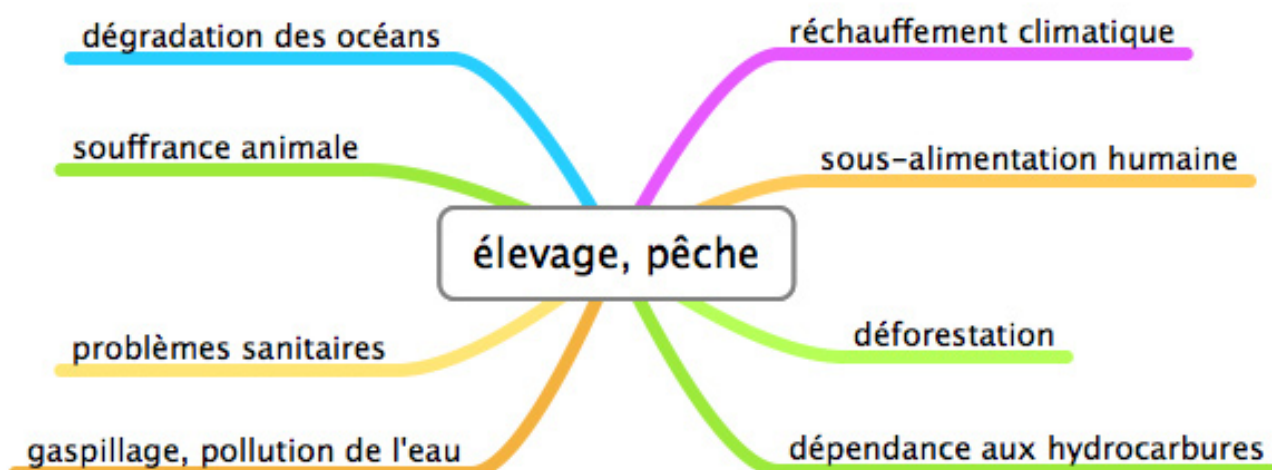 dégradation des océans
réchauffement climatique
souffrance animale
sous-alimentation humaine
élevage, pêche
problèmes sanitaires
déforestation
gaspillage, pollution de l'eau
dépendance aux hydrocarbures